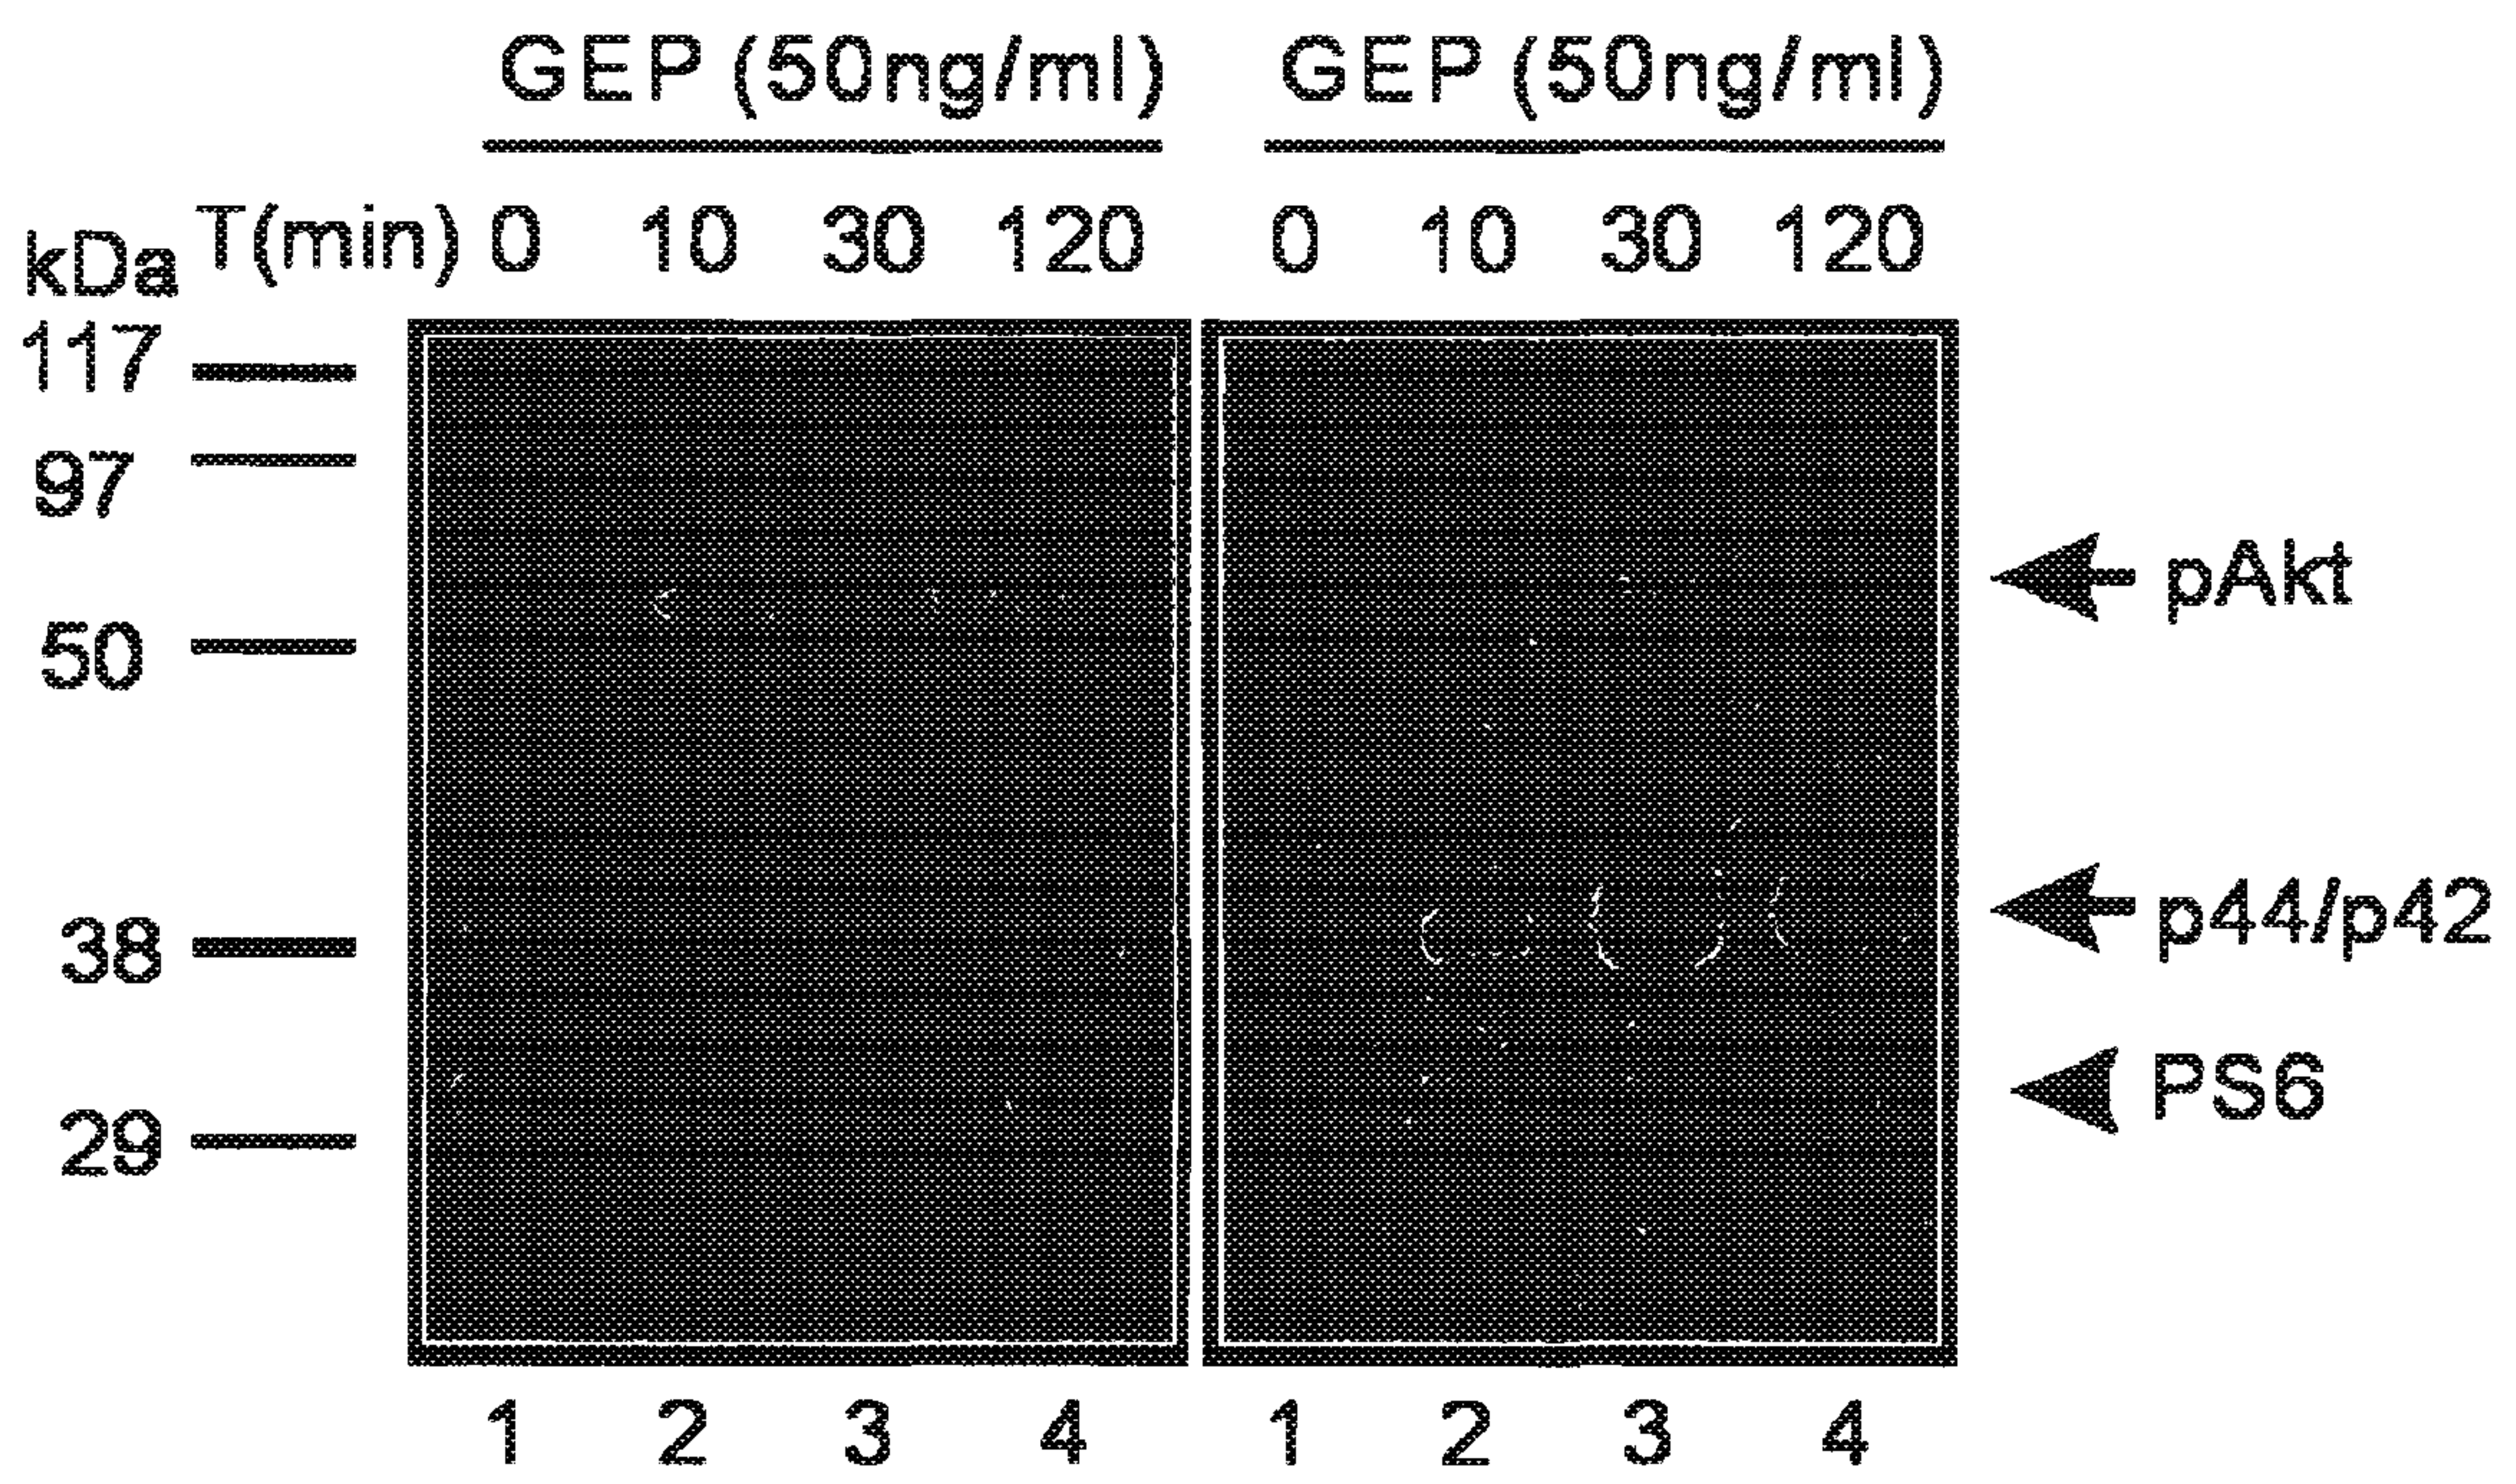 GEP (50ng/ml) GEP (50ng/ml)
kDa T(min) 0 10 30 120 0 10 30 120
117
97
pAkt
50
p44/p42
38
PS6
29
1 2 3 4 1 2 3 4